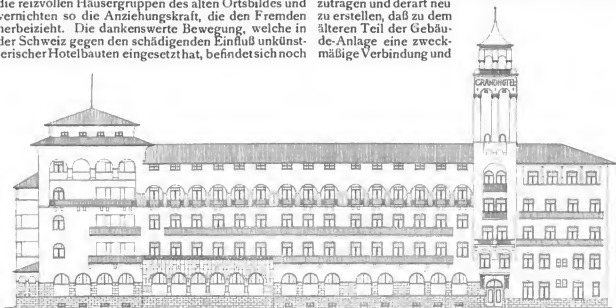 die reizvollen Häusergruppen des alten Ortsbildes und
vernichten so die Anziehungskraft, die den Fremden
herbeizieht. Die dankenswerte Bewegung, welche in
der Schweiz gegen den schädigenden Einfluß unkünst-
lerischer Hotelbauten eingesetzt hat, befindet sich noch
zutragen und derart neu
zu erstellen, daß zu dem
älteren Teil der Gebäu-
de-Anlage eine zweck-
mäßige Verbindung und
GRANDHOTEL